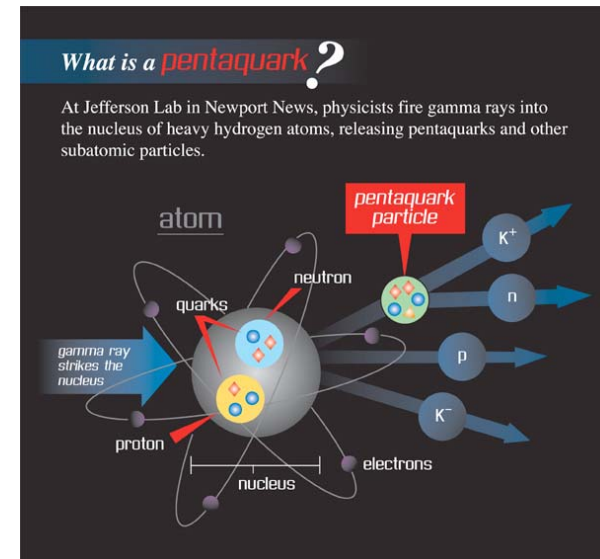 What is a pentaquark?
At Jefferson Lab in Newport News, physicists fire gamma rays into
the nucleus of heavy hydrogen atoms, releasing pentaquarks and other
subatomic particles.
pentaquark
particle
atom
K+
neutron
quarks
n
gamma ray
strikes the
nucleus
p
K-
proton
electrons
nucleus